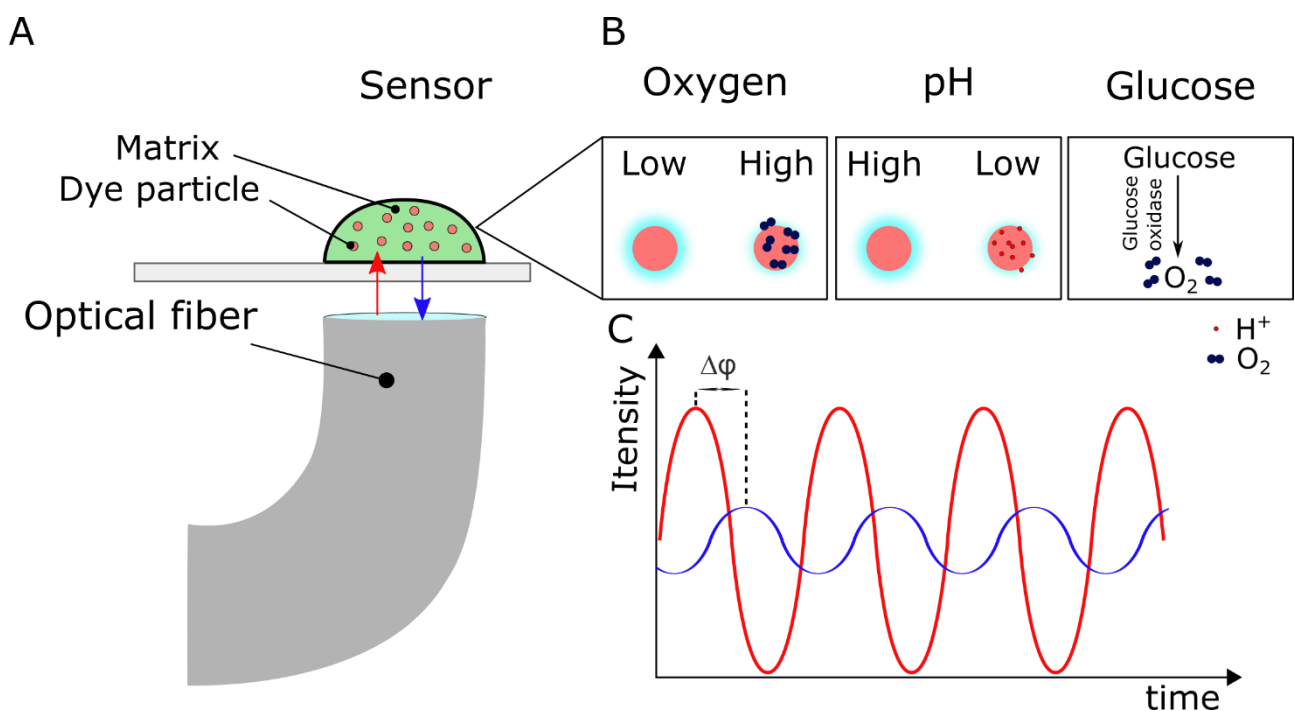 A
Sensor
Matrix
Dye particle
Optical fiber
B
Oxygen
pH
Glucose
Low
High
High
Low
Glucose
Glucose
oxidase
O₂
H⁺
O₂
C
Δφ
Itensity
time